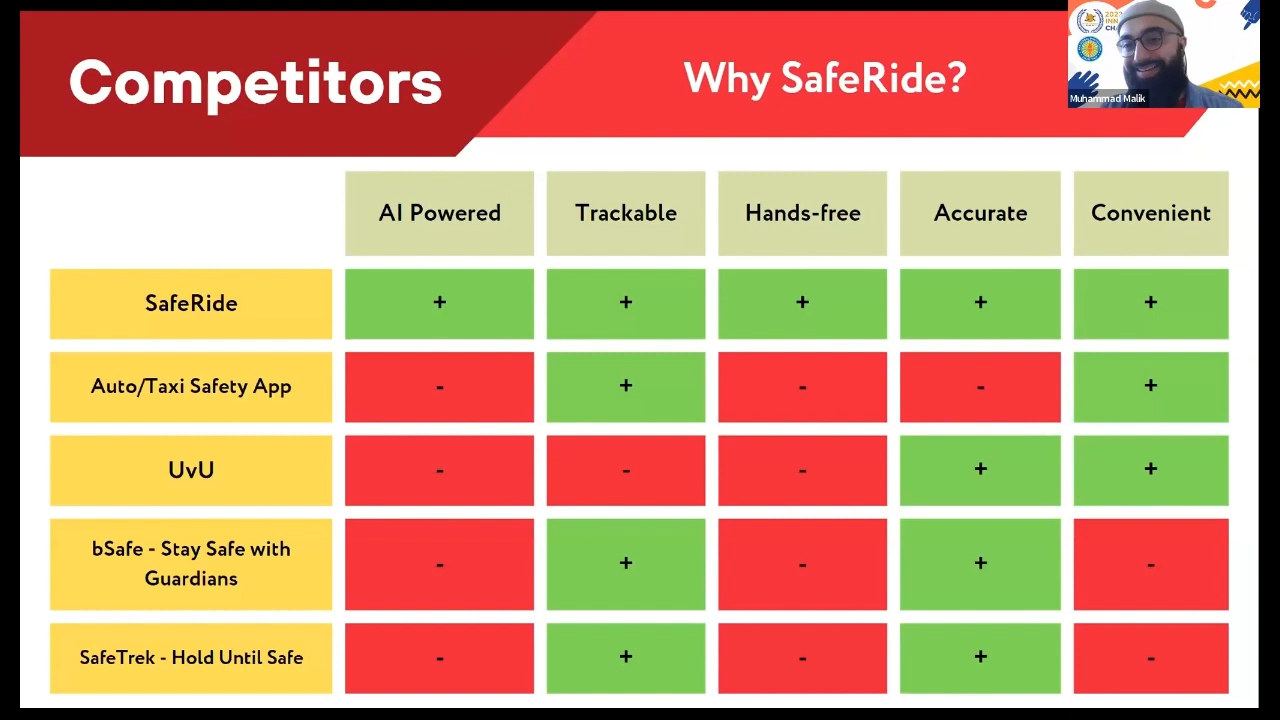 Competitors
Why SafeRide?
Muhammad Malik
AI Powered
Trackable
Hands-free
Accurate
Convenient
SafeRide
+
+
+
+
+
Auto/Taxi Safety App
-
+
-
-
+
UvU
-
-
-
+
+
bSafe - Stay Safe with
Guardians
-
+
-
+
-
SafeTrek - Hold Until Safe
-
+
-
+
-